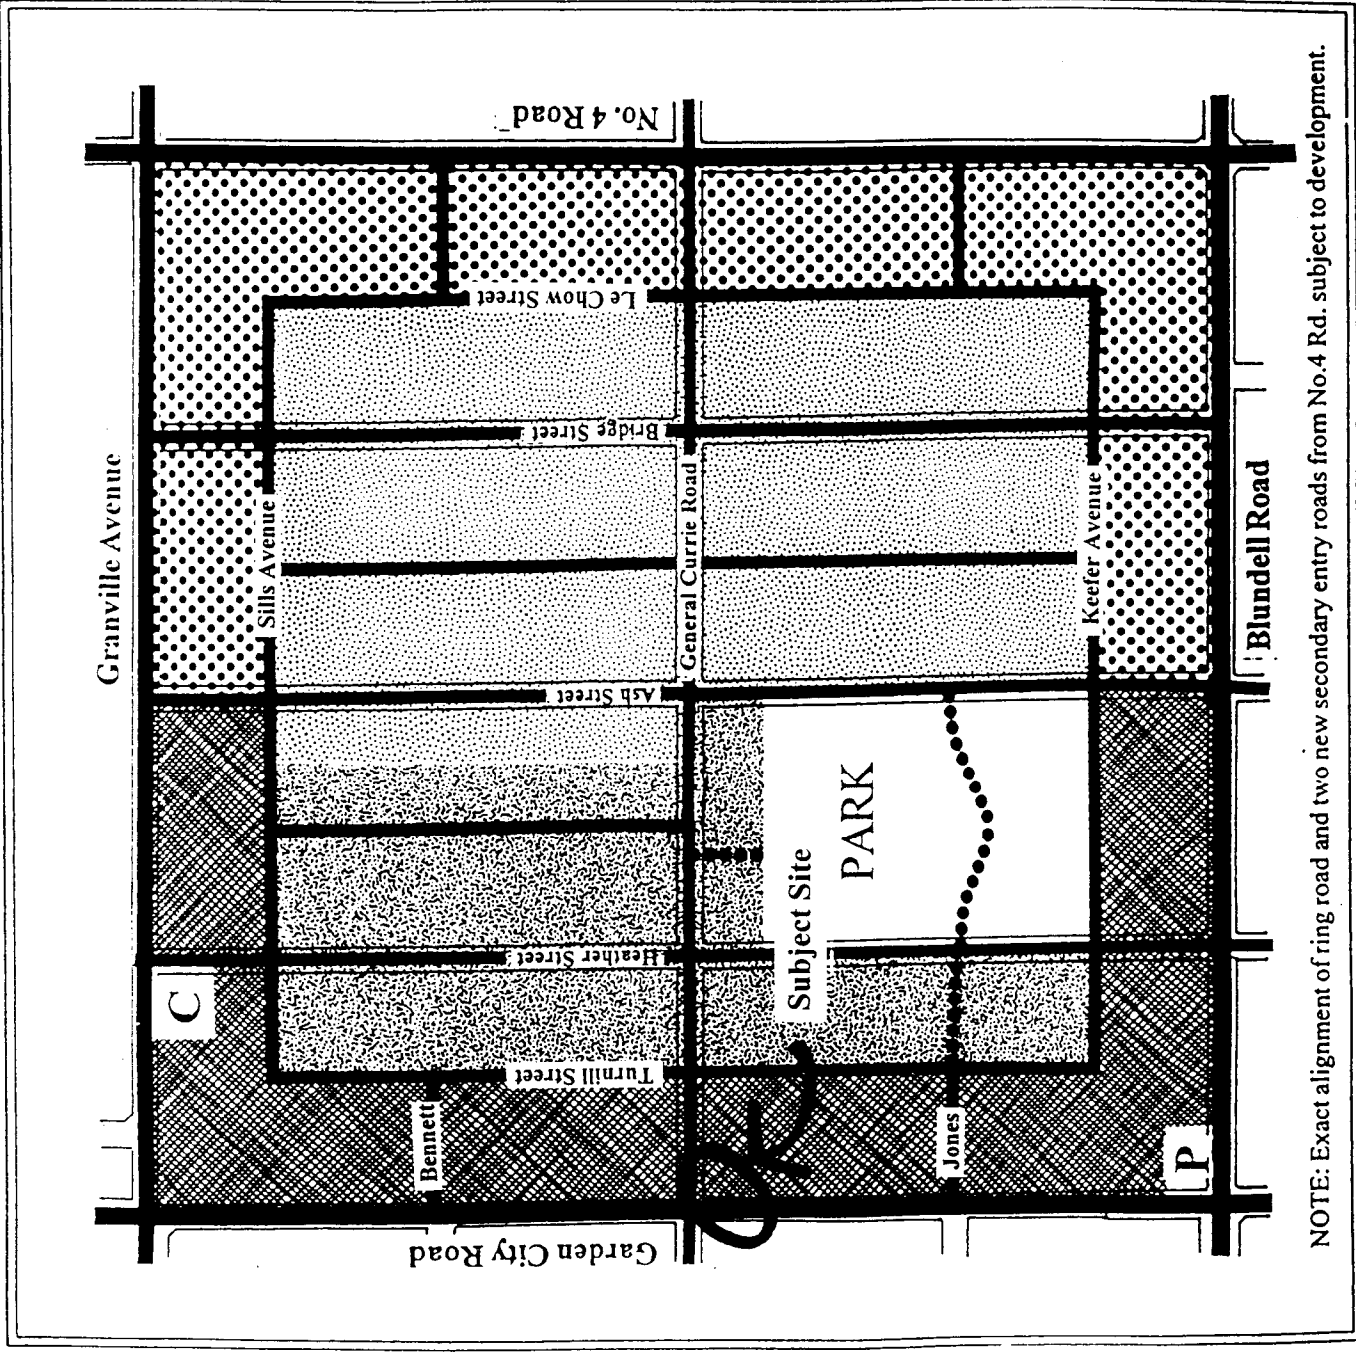 Granville Avenue
No. 4 Road
Garden City Road
C
Sills Avenue
Le Chow Street
Bridge Street
Ash Street
Heather Street
Turnill Street
Bennett
General Currie Road
Subject Site
PARK
Jones
Keefer Avenue
P
Blundell Road
NOTE: Exact alignment of ring road and two new secondary entry roads from No.4 Rd. subject to development.